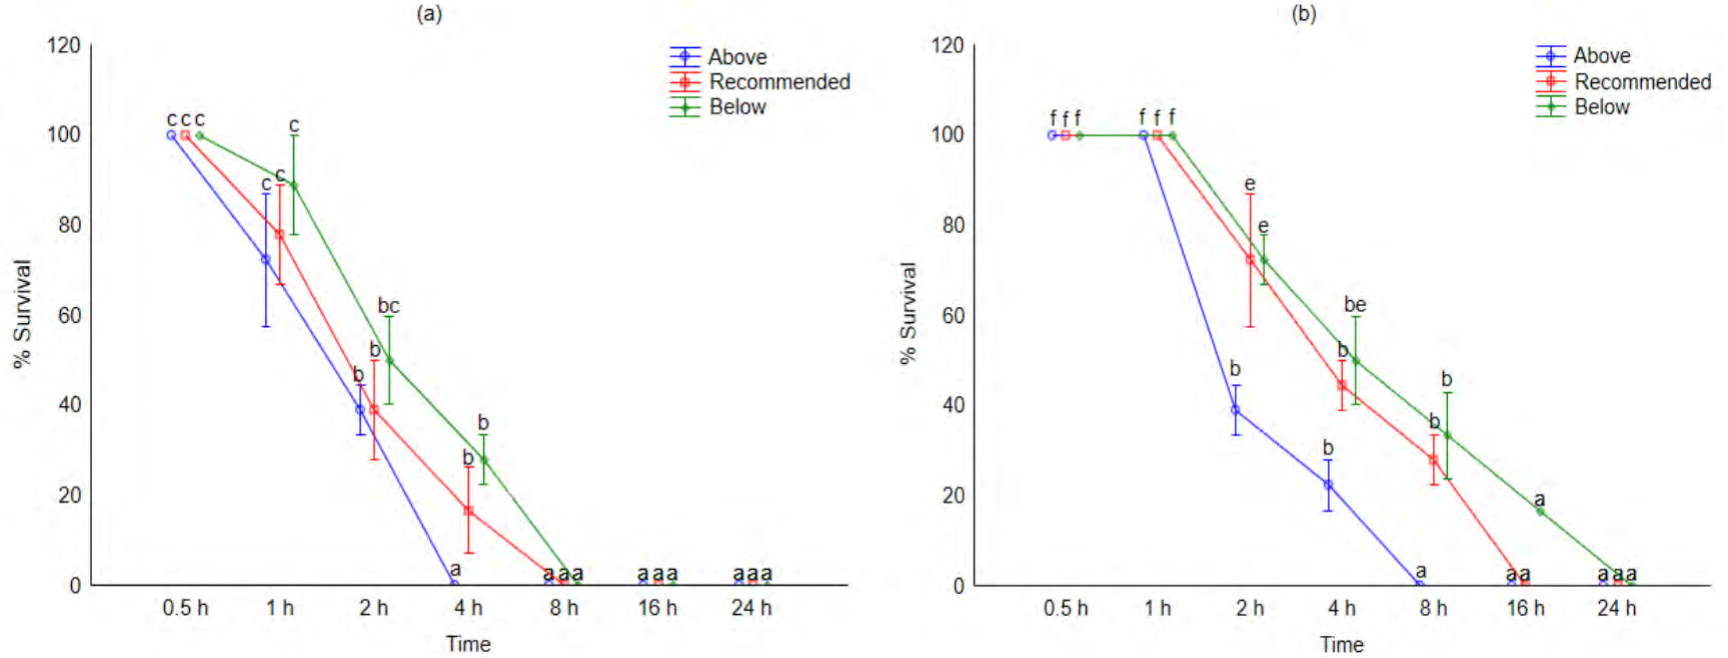 (a)
120
100
80
60
40
20
0
% Survival
Above
Recommended
Below
c c c
c c c
b b bc
a b b
a a a
a a a
a a a
0.5 h 1 h 2 h 4 h 8 h 16 h 24 h
Time
(b)
120
100
80
60
40
20
0
% Survival
Above
Recommended
Below
f f f
f f f
b e e
b b be
a b b
a a a
a a a
0.5 h 1 h 2 h 4 h 8 h 16 h 24 h
Time